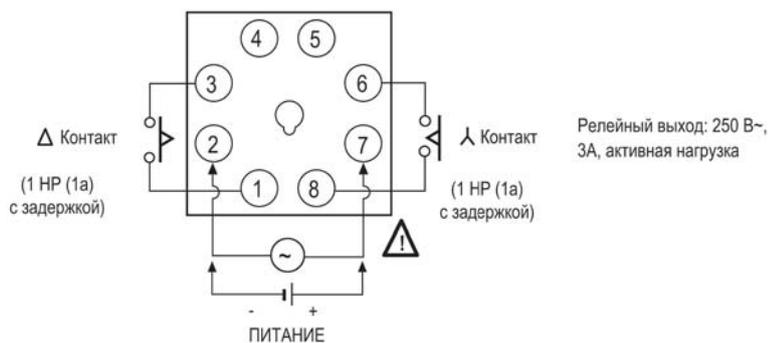 4 5
3 6
Δ Контакт
2 7
⅄ Контакт
Релейный выход: 250 В~,
3А, активная нагрузка
(1 НР (1а)
с задержкой)
1 8
(1 НР (1а)
с задержкой)
!
~
- +
ПИТАНИЕ